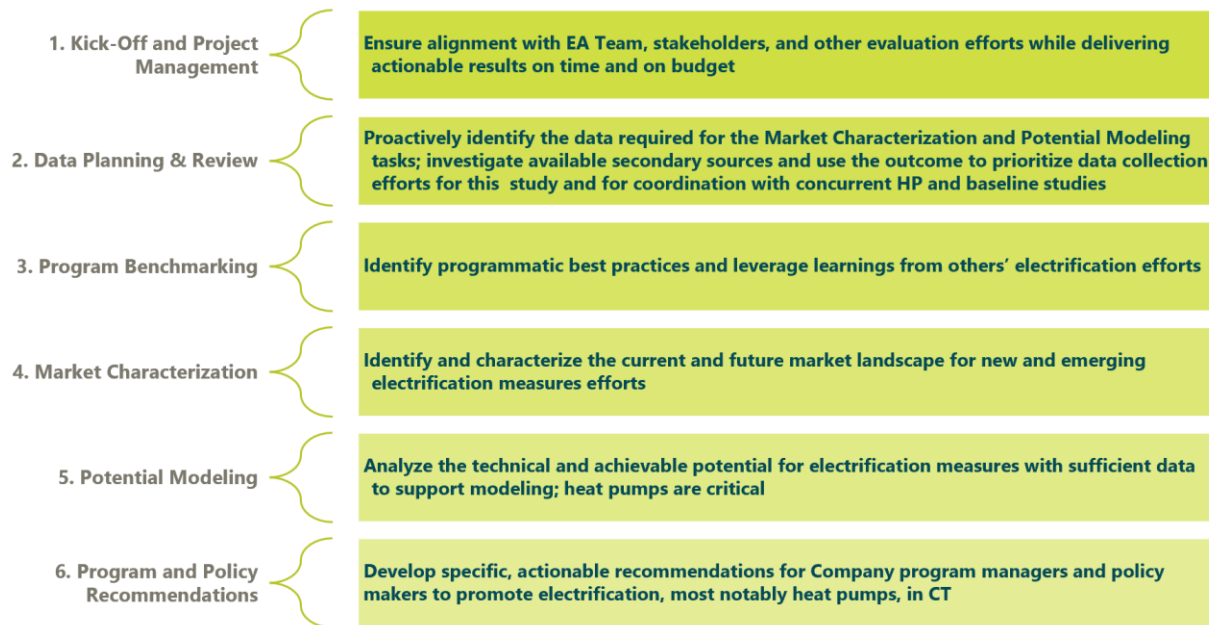 1. Kick-Off and Project
Management
Ensure alignment with EA Team, stakeholders, and other evaluation efforts while delivering
actionable results on time and on budget
2. Data Planning & Review
Proactively identify the data required for the Market Characterization and Potential Modeling
tasks; investigate available secondary sources and use the outcome to prioritize data collection
efforts for this study and for coordination with concurrent HP and baseline studies
3. Program Benchmarking
Identify programmatic best practices and leverage learnings from others’ electrification efforts
4. Market Characterization
Identify and characterize the current and future market landscape for new and emerging
electrification measures efforts
5. Potential Modeling
Analyze the technical and achievable potential for electrification measures with sufficient data
to support modeling; heat pumps are critical
6. Program and Policy
Recommendations
Develop specific, actionable recommendations for Company program managers and policy
makers to promote electrification, most notably heat pumps, in CT